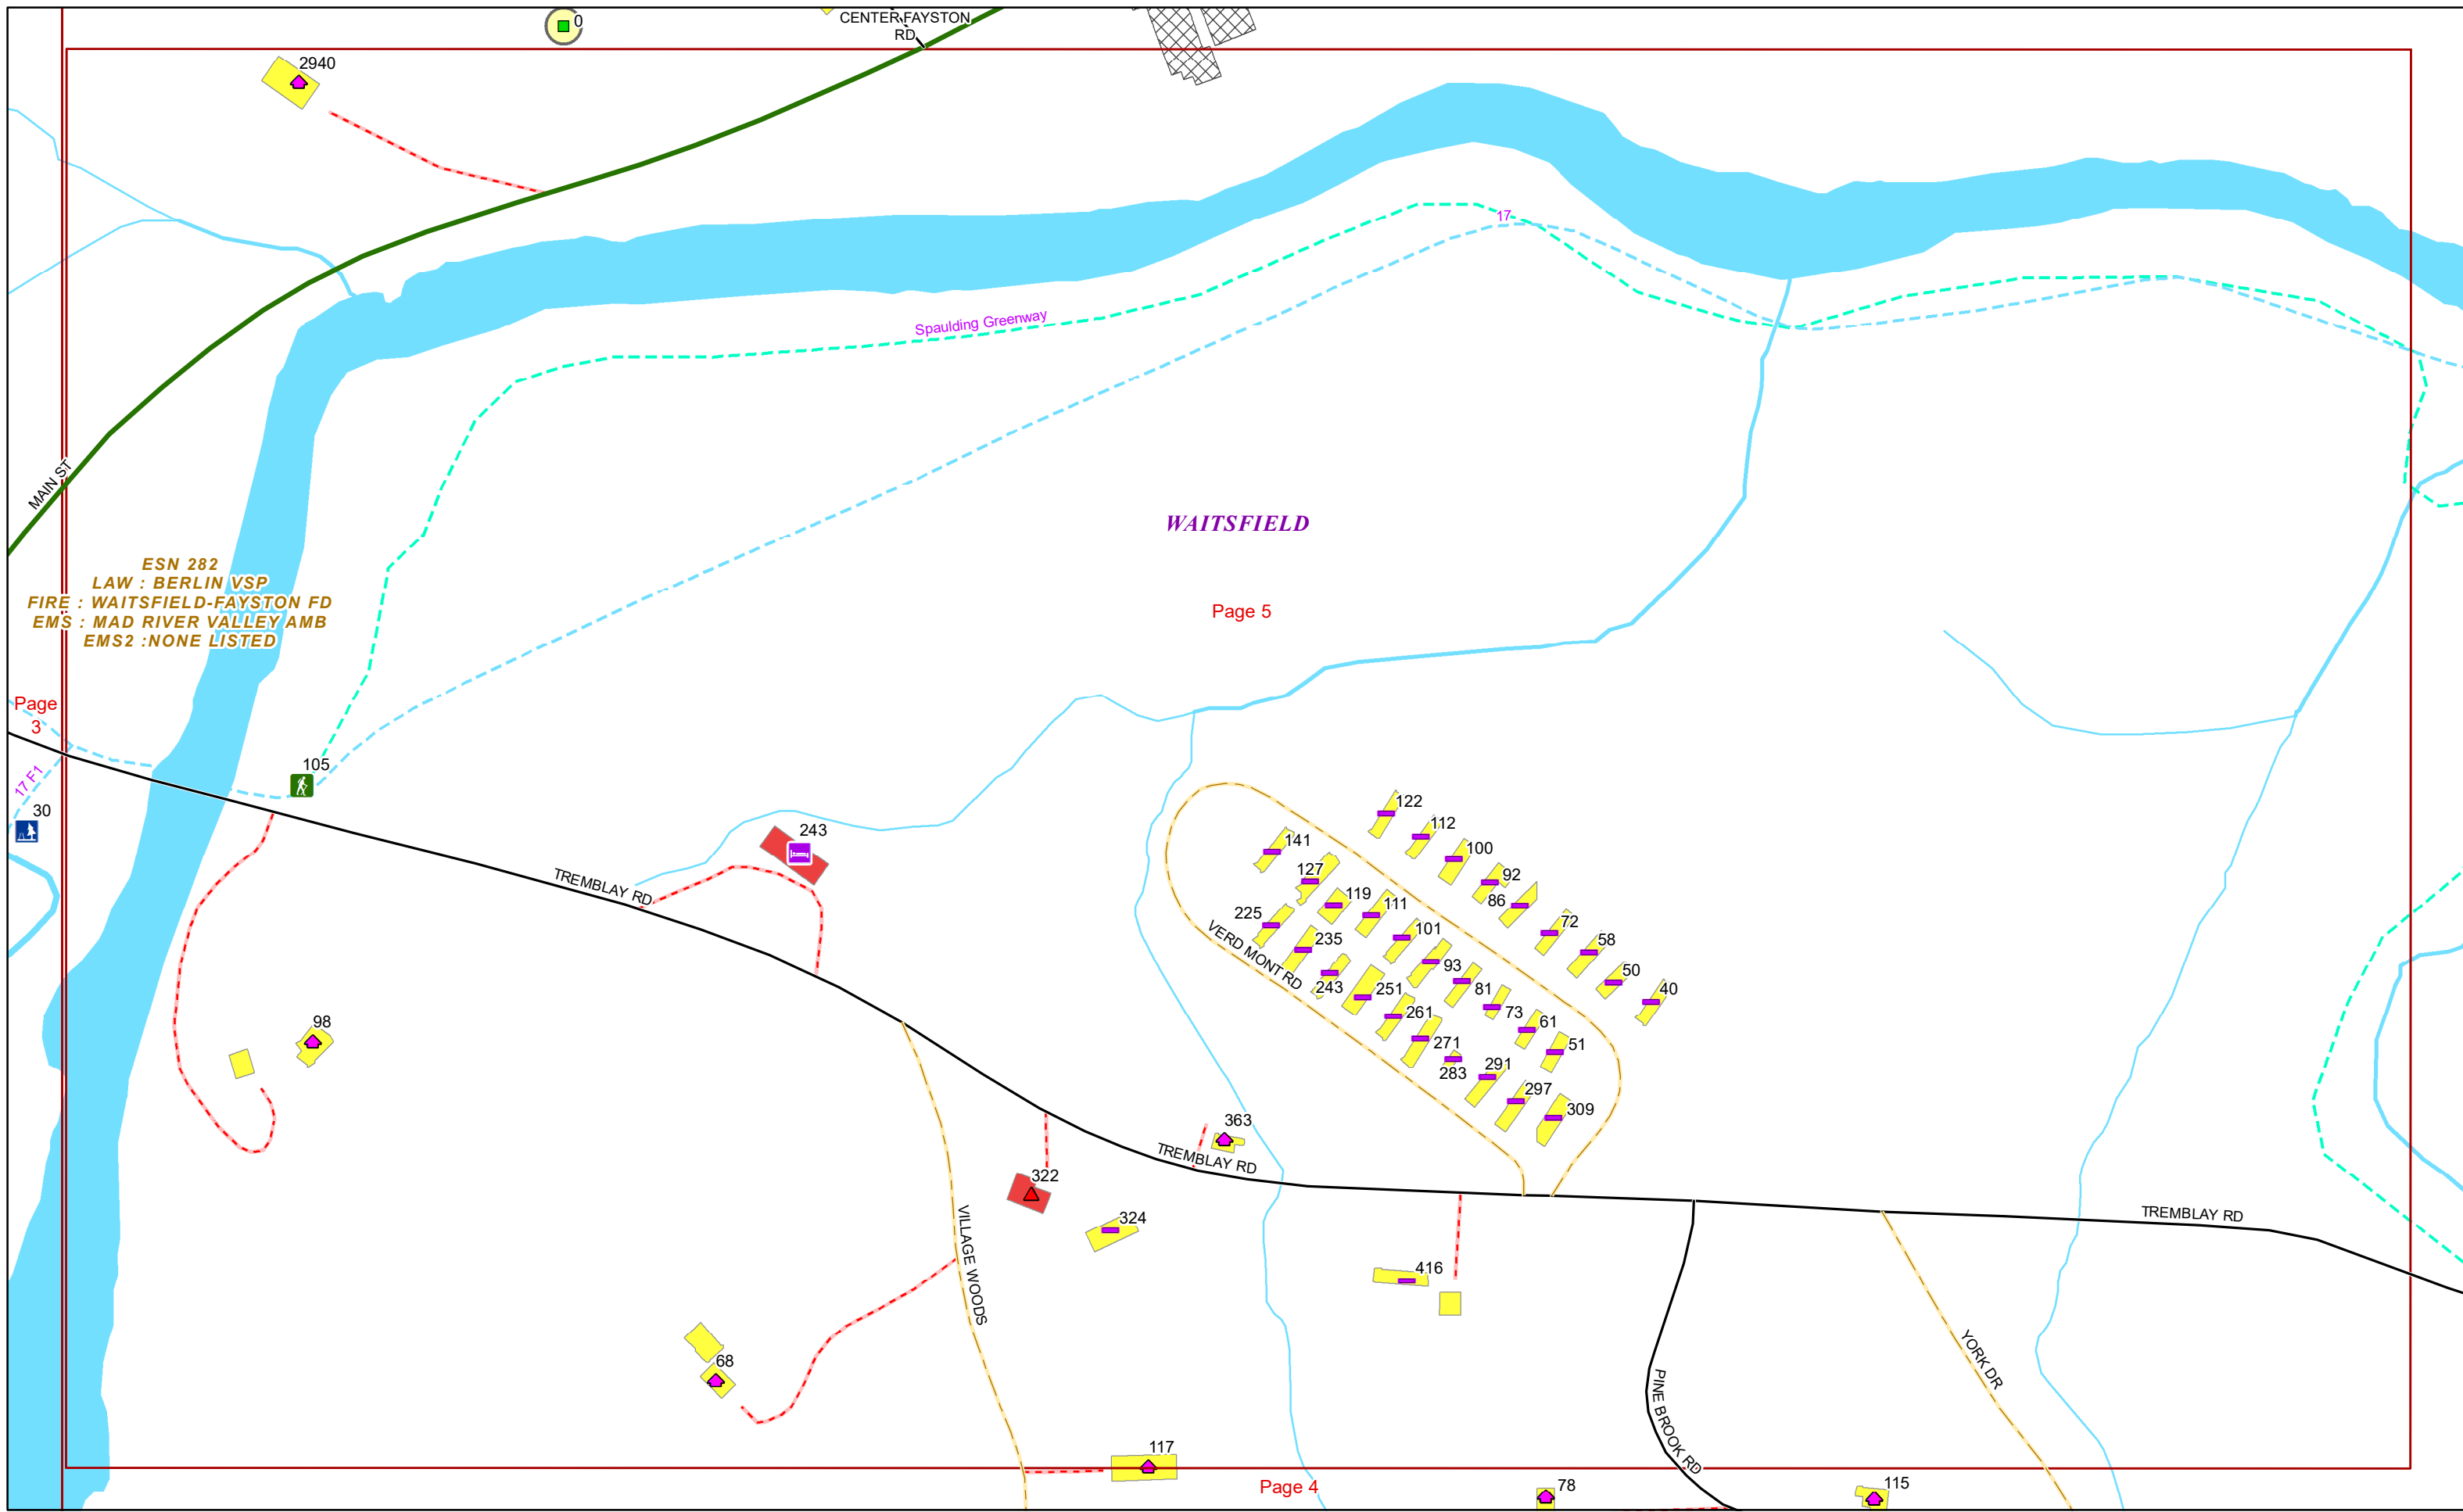 0
CENTER FAYSTON
RD
2940
17
Spaulding Greenway
MAIN ST
WAITSFIELD
ESN 282
LAW : BERLIN VSP
FIRE : WAITSFIELD-FAYSTON FD
EMS : MAD RIVER VALLEY AMB
EMS2 :NONE LISTED
Page 5
Page
3
17 F1
105
30
243
TREMBLAY RD
122
112
100
92
86
72
58
50
40
141
127
119
111
101
93
81
73
61
51
225
235
243
251
261
271
283
291
297
309
VERD MONT RD
98
363
TREMBLAY RD
322
324
VILLAGE WOODS
416
TREMBLAY RD
68
YORK DR
PINE BROOK RD
117
Page 4
78
115